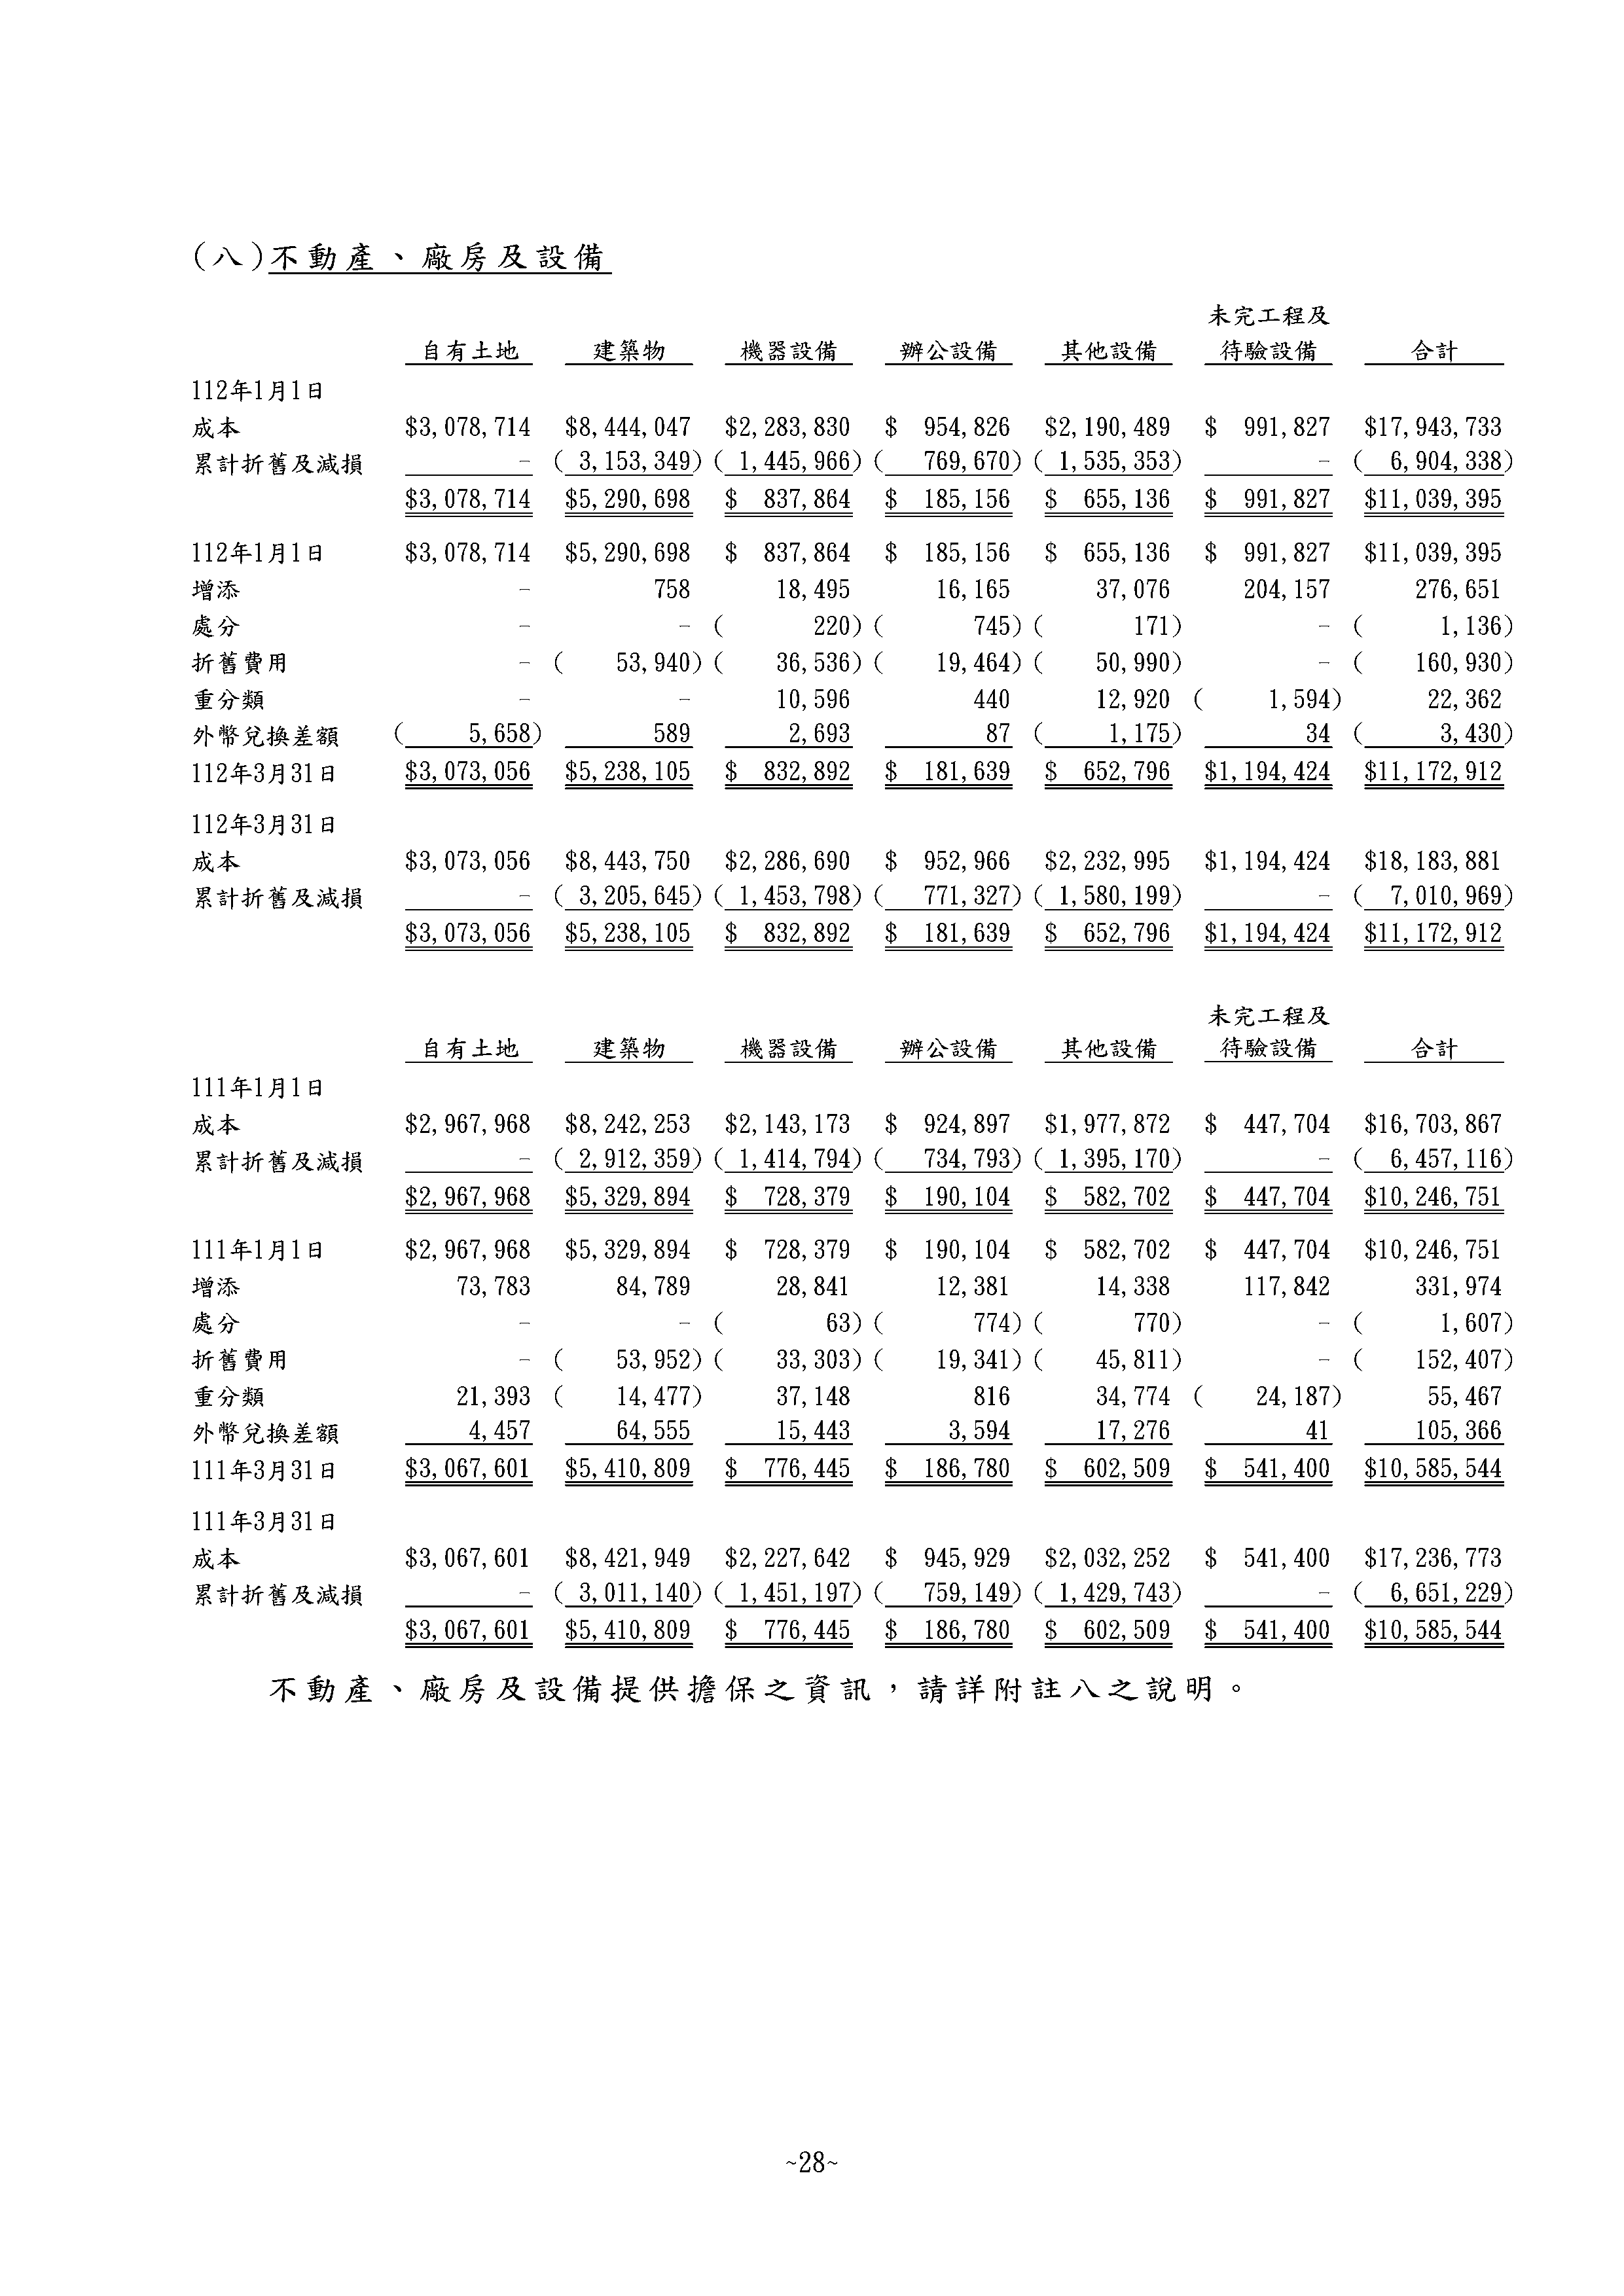 (八)不動產、廠房及設備
未完工程及
自有土地 建築物 機器設備 辦公設備 其他設備 待驗設備 合計
112年1月1日
成本 $3,078,714 $8,444,047 $2,283,830 $ 954,826 $2,190,489 $ 991,827 $17,943,733
累計折舊及減損 - ( 3,153,349) ( 1,445,966) ( 769,670) ( 1,535,353) - ( 6,904,338)
$3,078,714 $5,290,698 $ 837,864 $ 185,156 $ 655,136 $ 991,827 $11,039,395
112年1月1日 $3,078,714 $5,290,698 $ 837,864 $ 185,156 $ 655,136 $ 991,827 $11,039,395
增添 - 758 18,495 16,165 37,076 204,157 276,651
處分 - - ( 220) ( 745) ( 171) - ( 1,136)
折舊費用 - ( 53,940) ( 36,536) ( 19,464) ( 50,990) - ( 160,930)
重分類 - - 10,596 440 12,920 ( 1,594) 22,362
外幣兌換差額 ( 5,658) 589 2,693 87 ( 1,175) 34 ( 3,430)
112年3月31日 $3,073,056 $5,238,105 $ 832,892 $ 181,639 $ 652,796 $1,194,424 $11,172,912
112年3月31日
成本 $3,073,056 $8,443,750 $2,286,690 $ 952,966 $2,232,995 $1,194,424 $18,183,881
累計折舊及減損 - ( 3,205,645) ( 1,453,798) ( 771,327) ( 1,580,199) - ( 7,010,969)
$3,073,056 $5,238,105 $ 832,892 $ 181,639 $ 652,796 $1,194,424 $11,172,912
未完工程及
自有土地 建築物 機器設備 辦公設備 其他設備 待驗設備 合計
111年1月1日
成本 $2,967,968 $8,242,253 $2,143,173 $ 924,897 $1,977,872 $ 447,704 $16,703,867
累計折舊及減損 - ( 2,912,359) ( 1,414,794) ( 734,793) ( 1,395,170) - ( 6,457,116)
$2,967,968 $5,329,894 $ 728,379 $ 190,104 $ 582,702 $ 447,704 $10,246,751
111年1月1日 $2,967,968 $5,329,894 $ 728,379 $ 190,104 $ 582,702 $ 447,704 $10,246,751
增添 73,783 84,789 28,841 12,381 14,338 117,842 331,974
處分 - - ( 63) ( 774) ( 770) - ( 1,607)
折舊費用 - ( 53,952) ( 33,303) ( 19,341) ( 45,811) - ( 152,407)
重分類 21,393 ( 14,477) 37,148 816 34,774 ( 24,187) 55,467
外幣兌換差額 4,457 64,555 15,443 3,594 17,276 41 105,366
111年3月31日 $3,067,601 $5,410,809 $ 776,445 $ 186,780 $ 602,509 $ 541,400 $10,585,544
111年3月31日
成本 $3,067,601 $8,421,949 $2,227,642 $ 945,929 $2,032,252 $ 541,400 $17,236,773
累計折舊及減損 - ( 3,011,140) ( 1,451,197) ( 759,149) ( 1,429,743) - ( 6,651,229)
$3,067,601 $5,410,809 $ 776,445 $ 186,780 $ 602,509 $ 541,400 $10,585,544
不動產、廠房及設備提供擔保之資訊，請詳附註八之說明。
~28~